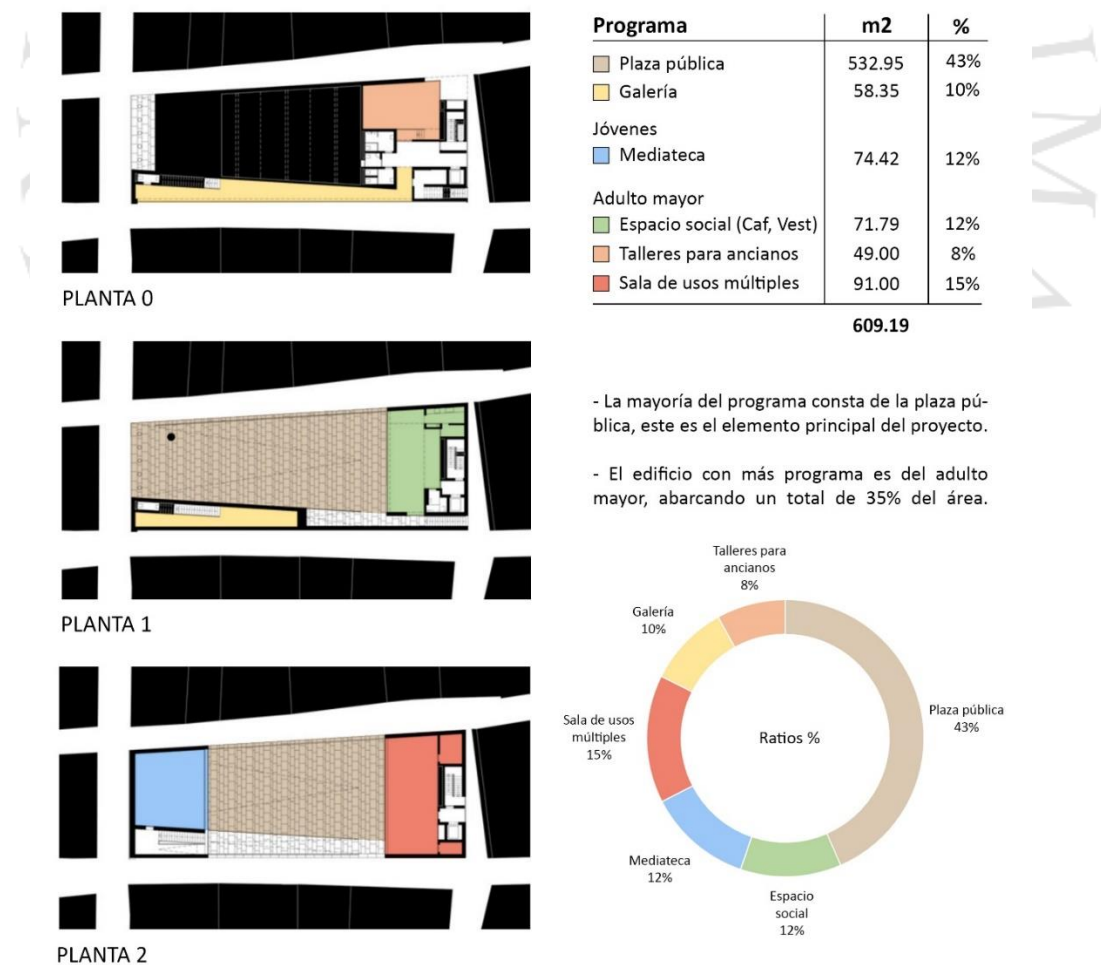 PLANTA 0
PLANTA 1
PLANTA 2
Programa m2 %
Plaza pública 532.95 43%
Galería 58.35 10%
Jóvenes
Mediateca 74.42 12%
Adulto mayor
Espacio social (Caf, Vest) 71.79 12%
Talleres para ancianos 49.00 8%
Sala de usos múltiples 91.00 15%
609.19
- La mayoría del programa consta de la plaza pú-
blica, este es el elemento principal del proyecto.
- El edificio con más programa es del adulto
mayor, abarcando un total de 35% del área.
Talleres para
ancianos
8%
Galería
10%
Sala de usos
múltiples
15%
Ratios %
Plaza pública
43%
Mediateca
12%
Espacio
social
12%